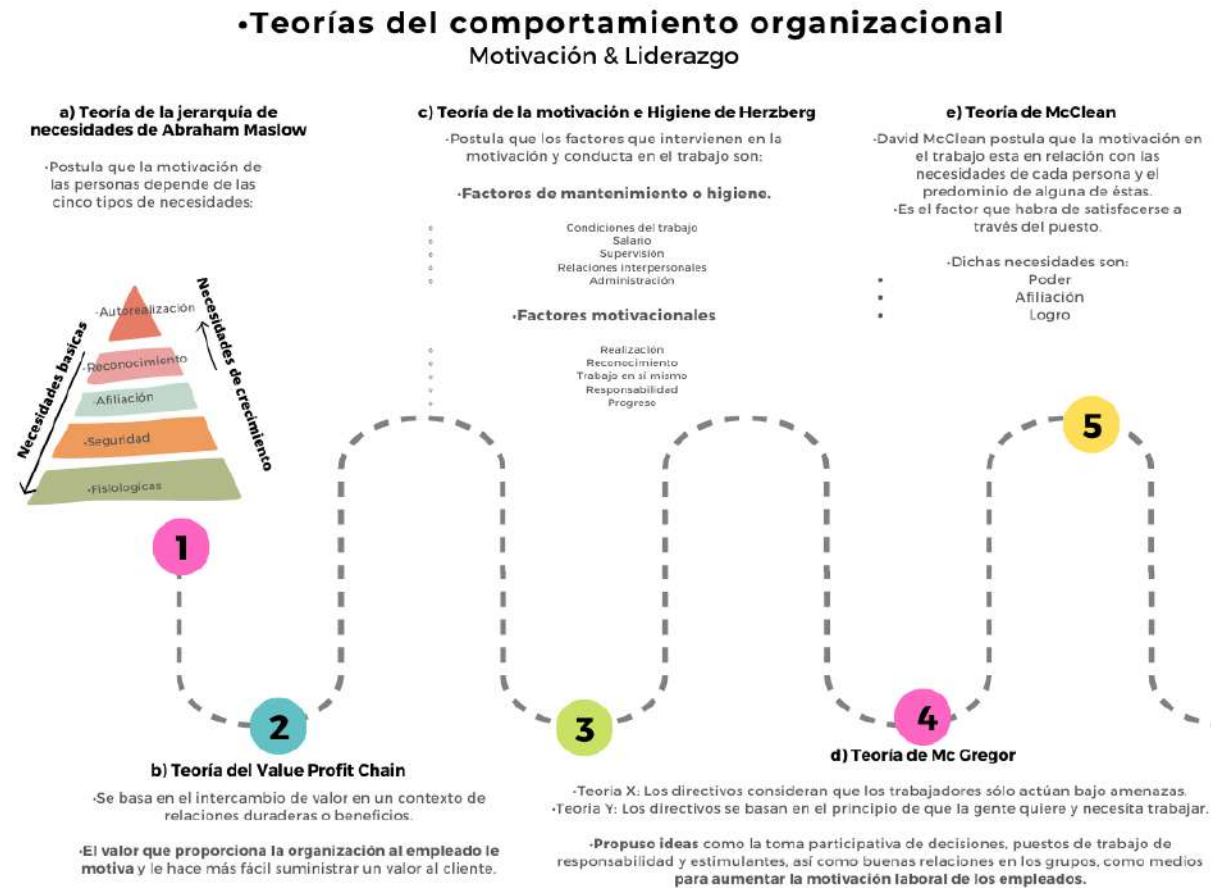 •Teorías del comportamiento organizacional
Motivación & Liderazgo
a) Teoría de la jerarquía de
necesidades de Abraham Maslow
•Postula que la motivación de
las personas depende de las
cinco tipos de necesidades:
Necesidades basicas
Necesidades de crecimiento
•Autorealización
•Reconocimiento
•Afiliación
•Seguridad
•Fisiologicas
1
2
b) Teoría del Value Profit Chain
•Se basa en el intercambio de valor en un contexto de
relaciones duraderas o beneficios.
•El valor que proporciona la organización al empleado le
motiva y le hace más fácil suministrar un valor al cliente.
c) Teoría de la motivación e Higiene de Herzberg
•Postula que los factores que intervienen en la
motivación y conducta en el trabajo son:
•Factores de mantenimiento o higiene.
Condiciones del trabajo
Salario
Supervisión
Relaciones interpersonales
Administración
•Factores motivacionales
Realización
Reconocimiento
Trabajo en sí mismo
Responsabilidad
Progreso
3
4
d) Teoría de Mc Gregor
•Teoria X: Los directivos consideran que los trabajadores sólo actúan bajo amenazas.
•Teoria Y: Los directivos se basan en el principio de que la gente quiere y necesita trabajar.
•Propuso ideas como la toma participativa de decisiones, puestos de trabajo de
responsabilidad y estimulantes, así como buenas relaciones en los grupos, como medios
para aumentar la motivación laboral de los empleados.
e) Teoría de McClean
•David McClean postula que la motivación en
el trabajo esta en relación con las
necesidades de cada persona y el
predominio de alguna de éstas.
•Es el factor que habra de satisfacerse a
través del puesto.
•Dichas necesidades son:
• Poder
• Afiliación
• Logro
5